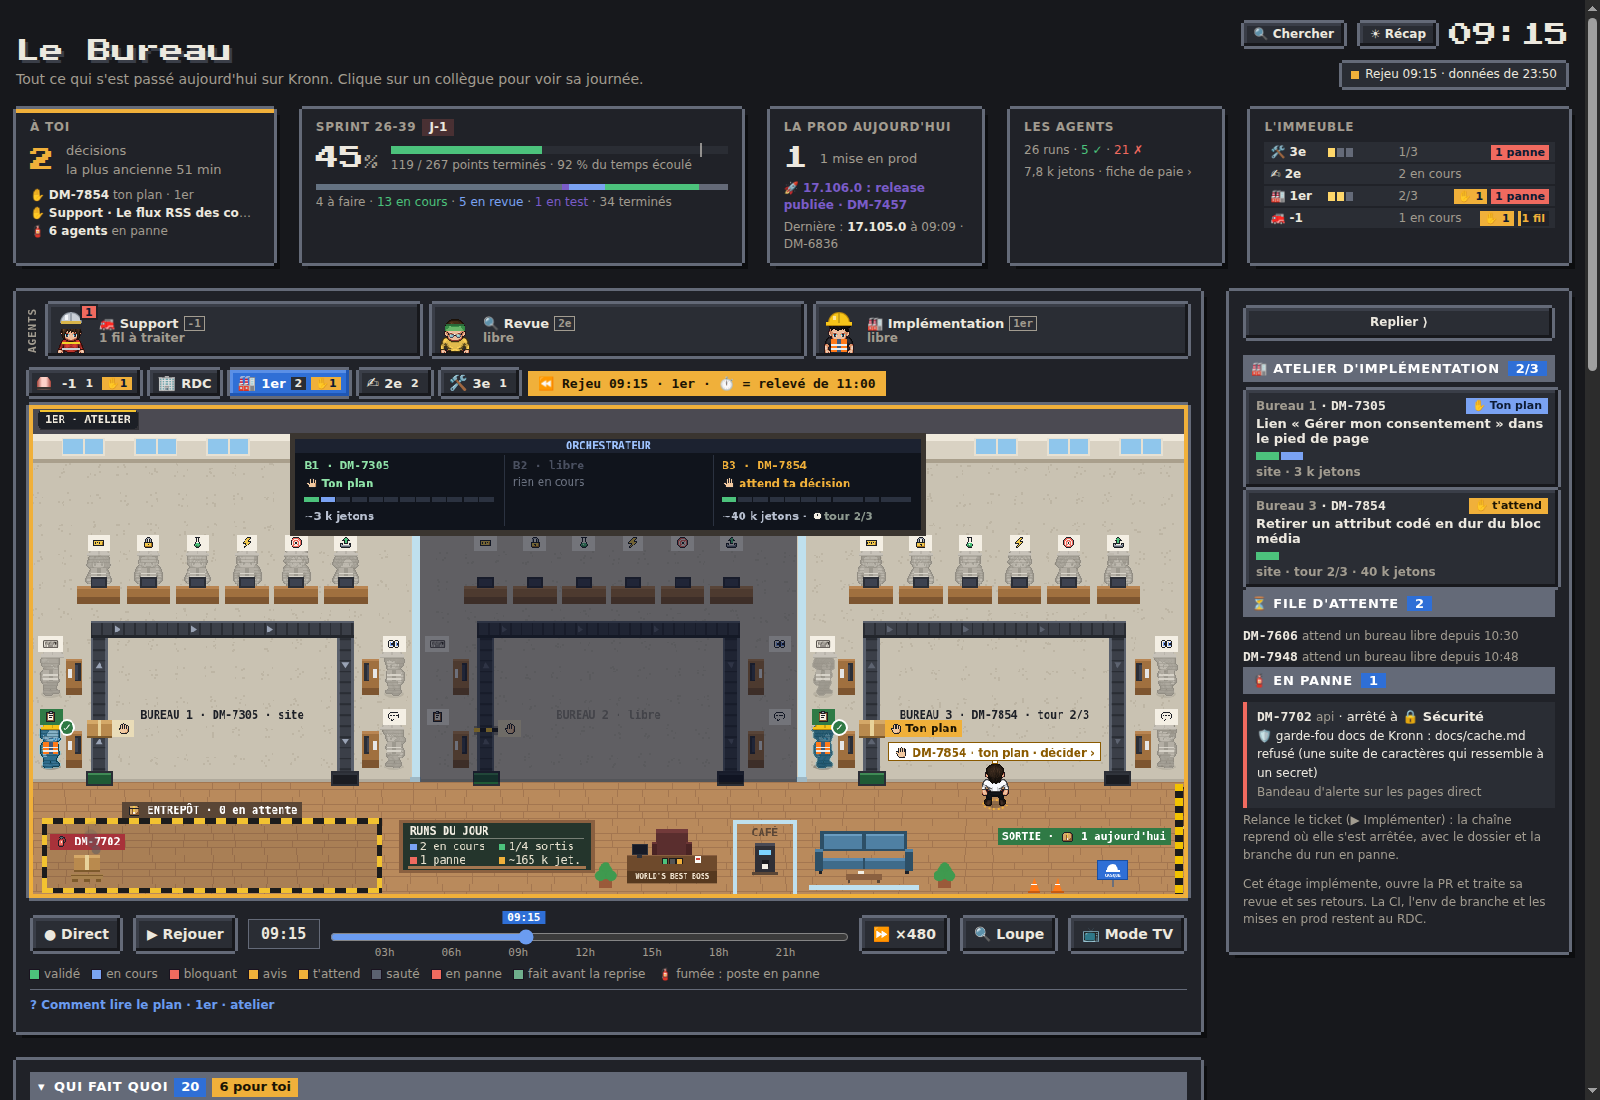 Le Bureau
Tout ce qui s'est passé aujourd'hui sur Kronn. Clique sur un collègue pour voir sa journée.
🔍 Chercher
☀ Récap
09:15
Rejeu 09:15 · données de 23:50
À TOI
2
décisions
la plus ancienne 51 min
✋ DM-7854 ton plan · 1er
✋ Support · Le flux RSS des co…
6 agents en panne
SPRINT 26-39 J-1
45%
119 / 267 points terminés · 92 % du temps écoulé
4 à faire · 13 en cours · 5 en revue · 1 en test · 34 terminés
LA PROD AUJOURD'HUI
1 1 mise en prod
🚀 17.106.0 : release
publiée · DM-7457
Dernière : 17.105.0 à 09:09 ·
DM-6836
LES AGENTS
26 runs · 5 ✓ · 21 ✗
7,8 k jetons · fiche de paie ›
L'IMMEUBLE
3e 1/3 1 panne
2e 2 en cours
1er 2/3 1 1 panne
-1 1 en cours 1 1 fil
AGENTS
1
Support -1
1 fil à traiter
Revue 2e
libre
Implémentation 1er
libre
-1 1 1
RDC
1er 2 1
2e 2
3e 1
⏪ Rejeu 09:15 · 1er · = relevé de 11:00
1ER · ATELIER
ORCHESTRATEUR
B1 · DM-7305
Ton plan
~3 k jetons
B2 · libre
rien en cours
B3 · DM-7854
attend ta décision
~40 k jetons · tour 2/3
BUREAU 1 · DM-7305 · site
BUREAU 2 · libre
BUREAU 3 · DM-7854 · tour 2/3
Ton plan
DM-7854 · ton plan · décider ›
ENTREPÔT · 0 en attente
DM-7702
RUNS DU JOUR
2 en cours 1/4 sortis
1 panne ~165 k jet.
WORLD'S BEST BOSS
CAFÉ
SORTIE · 1 aujourd'hui
● Direct
▶ Rejouer
09:15
09:15
03h 06h 09h 12h 15h 18h 21h
⏩ ×480
🔍 Loupe
📺 Mode TV
validé en cours bloquant avis t'attend sauté en panne fait avant la reprise fumée : poste en panne
? Comment lire le plan · 1er · atelier
▾ QUI FAIT QUOI 20 6 pour toi
Replier ⟩
ATELIER D'IMPLÉMENTATION 2/3
Bureau 1 · DM-7305 ✋ Ton plan
Lien « Gérer mon consentement » dans
le pied de page
site · 3 k jetons
Bureau 3 · DM-7854 t'attend
Retirer un attribut codé en dur du bloc
média
site · tour 2/3 · 40 k jetons
⏳ FILE D'ATTENTE 2
DM-7606 attend un bureau libre depuis 10:30
DM-7948 attend un bureau libre depuis 10:48
EN PANNE 1
DM-7702 api · arrêté à 🔒 Sécurité
🛡️ garde-fou docs de Kronn : docs/cache.md
refusé (une suite de caractères qui ressemble à
un secret)
Bandeau d'alerte sur les pages direct
Relance le ticket (▶ Implémenter) : la chaîne
reprend où elle s'est arrêtée, avec le dossier et la
branche du run en panne.
Cet étage implémente, ouvre la PR et traite sa
revue et ses retours. La CI, l'env de branche et les
mises en prod restent au RDC.